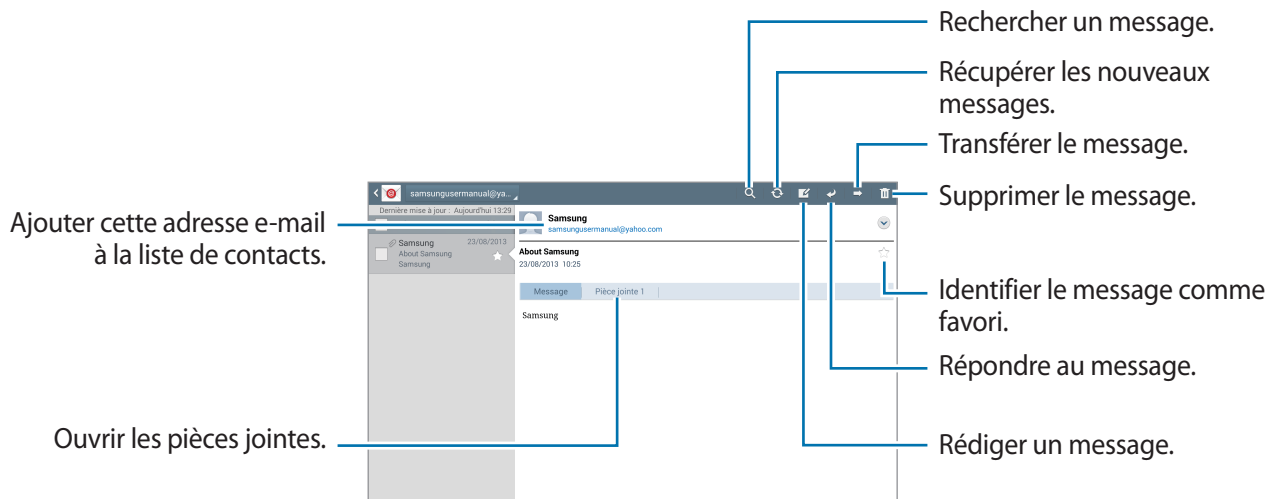 Rechercher un message.
Récupérer les nouveaux
messages.
Transférer le message.
Supprimer le message.
Ajouter cette adresse e-mail
à la liste de contacts.
Identifier le message comme
favori.
Répondre au message.
Ouvrir les pièces jointes.
Rédiger un message.
samsungusermanual@ya...
Dernière mise à jour : Aujourd'hui 13:29
Samsung 23/08/2013
About Samsung
Samsung
Samsung
samsungusermanual@yahoo.com
About Samsung
23/08/2013 10:25
Message Pièce jointe 1
Samsung